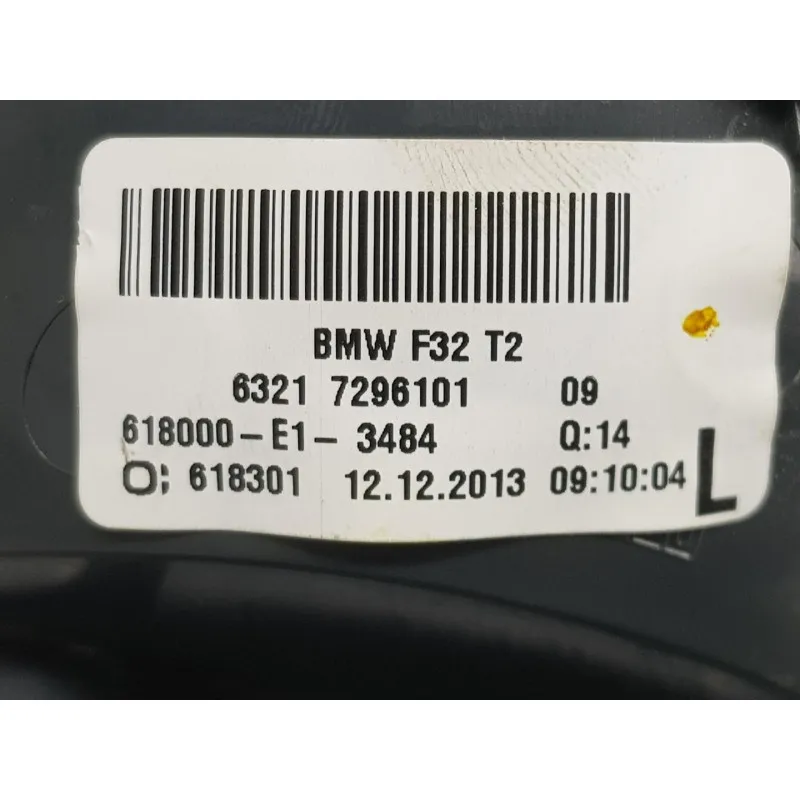 BMW F32 T2
6321 7296101 09
618000-E1-3484 Q:14
O: 618301 12.12.2013 09:10:04 L